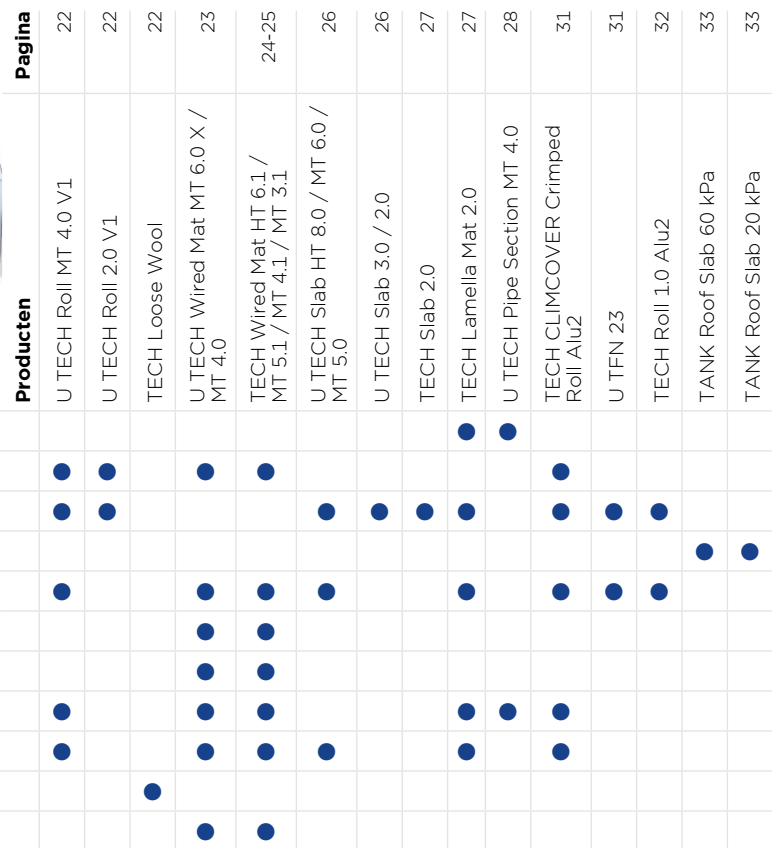 Producten Pagina
U TECH Roll MT 4.0 V1 22
U TECH Roll 2.0 V1 22
TECH Loose Wool 22
U TECH Wired Mat MT 6.0 X / 23
MT 4.0
TECH Wired Mat HT 6.1 / 24-25
MT 5.1 / MT 4.1 / MT 3.1
U TECH Slab HT 8.0 / MT 6.0 / 26
MT 5.0
U TECH Slab 3.0 / 2.0 26
TECH Slab 2.0 27
TECH Lamella Mat 2.0 27
U TECH Pipe Section MT 4.0 28
TECH CLIMCOVER Crimped 31
Roll Alu2
U TFN 23 31
TECH Roll 1.0 Alu2 32
TANK Roof Slab 60 kPa 33
TANK Roof Slab 20 kPa 33